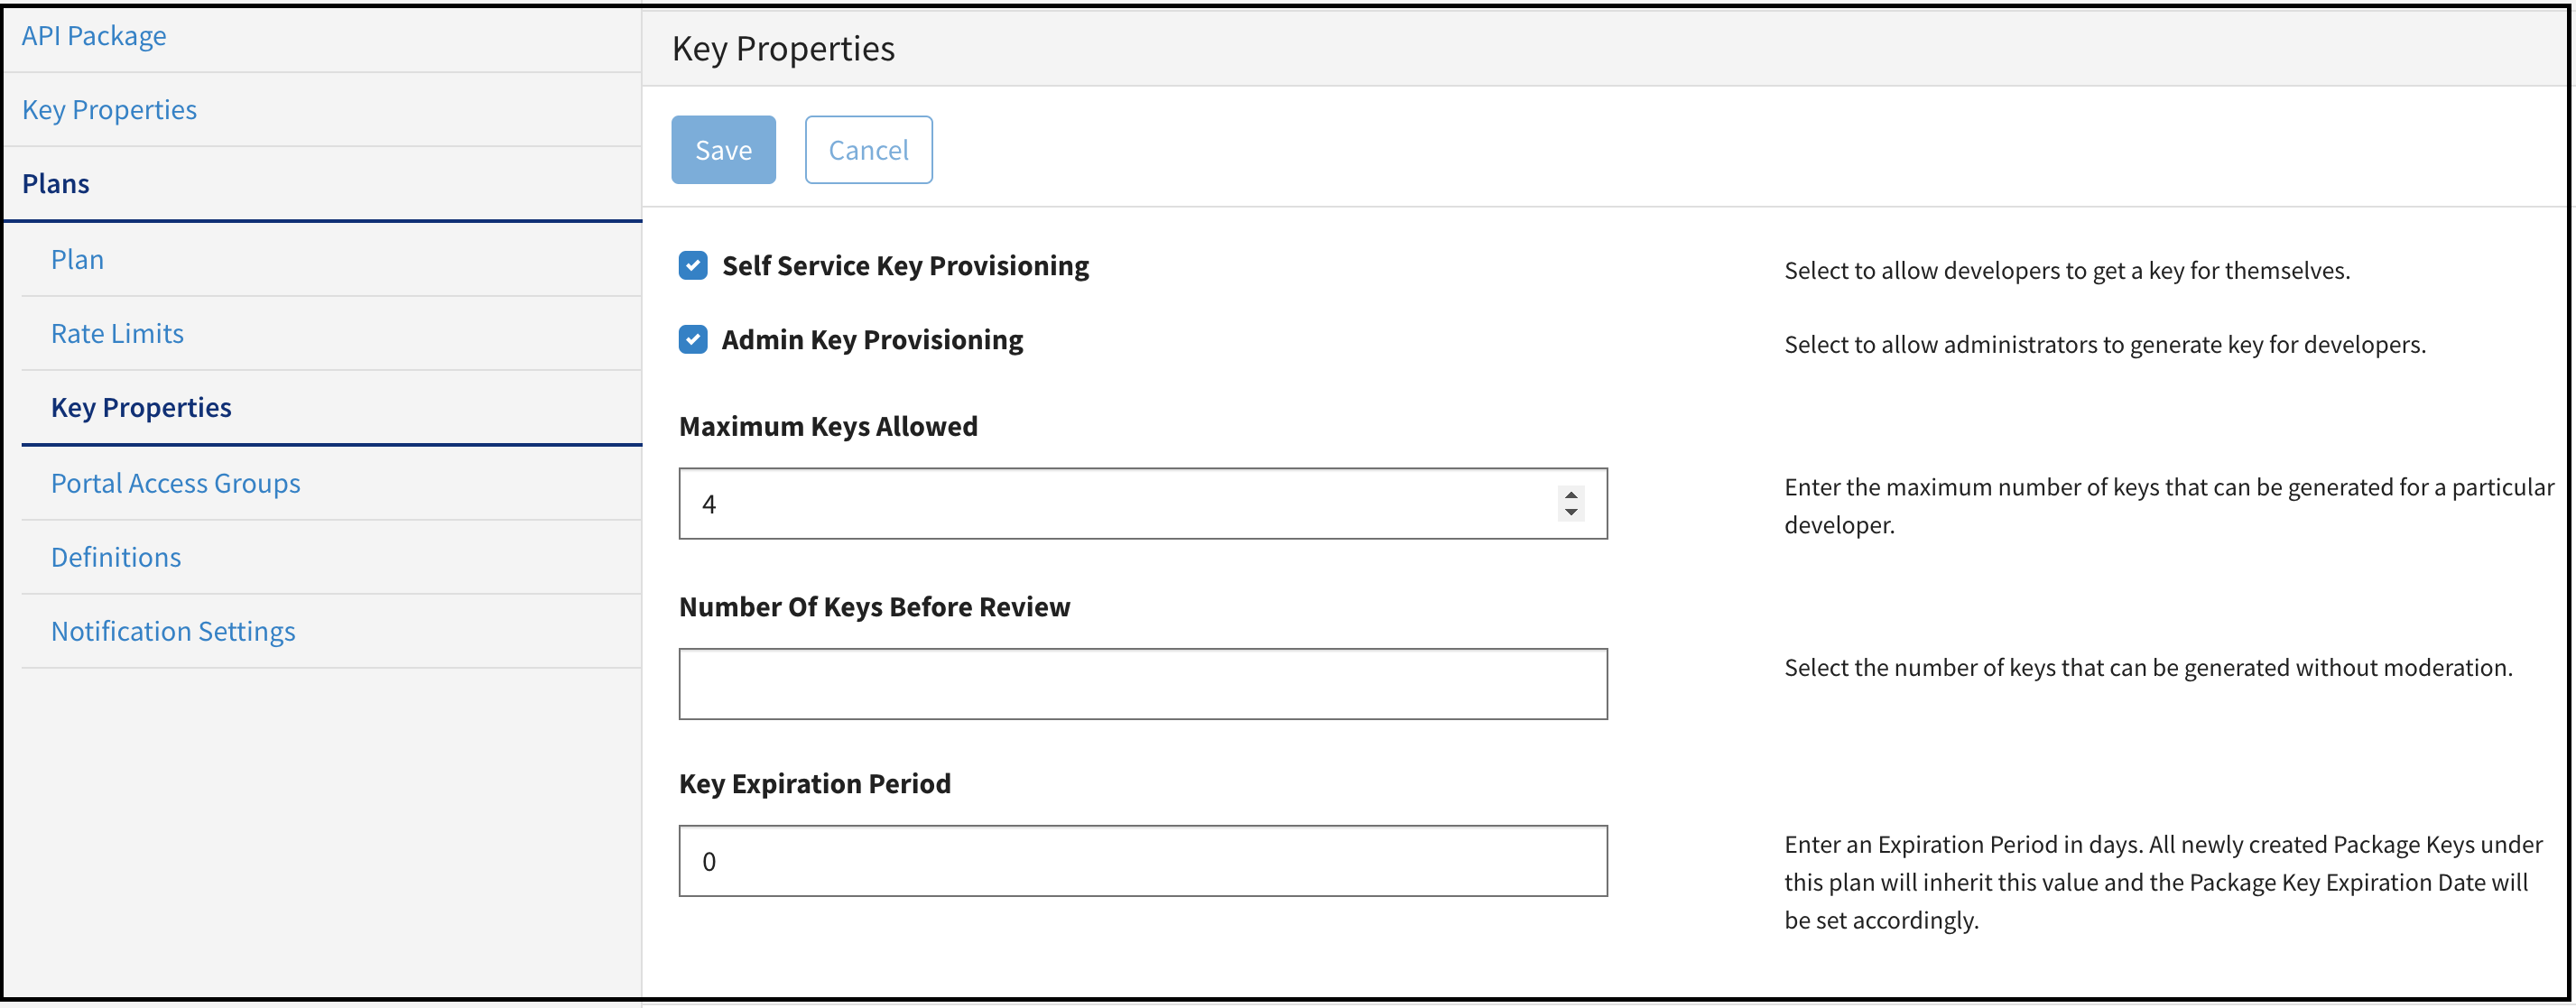 API Package
Key Properties
Plans
Plan
Rate Limits
Key Properties
Portal Access Groups
Definitions
Notification Settings
Key Properties
Save
Cancel
Self Service Key Provisioning
Select to allow developers to get a key for themselves.
Admin Key Provisioning
Select to allow administrators to generate key for developers.
Maximum Keys Allowed
4
Enter the maximum number of keys that can be generated for a particular
developer.
Number Of Keys Before Review
Select the number of keys that can be generated without moderation.
Key Expiration Period
0
Enter an Expiration Period in days. All newly created Package Keys under
this plan will inherit this value and the Package Key Expiration Date will
be set accordingly.